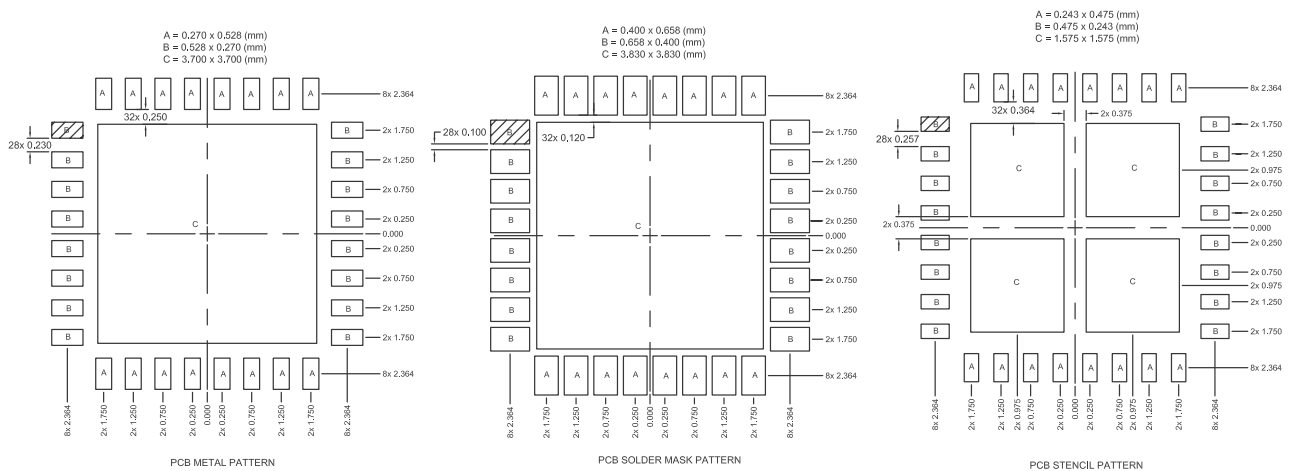 A = 0.270 x 0.528 (mm)
B = 0.528 x 0.270 (mm)
C = 3.700 x 3.700 (mm)
A A A A A A A A
8x 2.364
32x 0.250
B
28x 0.230
B
B
B
B
B
B
B
C
B
B
B
B
B
B
B
B
2x 1.750
2x 1.250
2x 0.750
2x 0.250
0.000
2x 0.250
2x 0.750
2x 1.250
2x 1.750
A A A A A A A A
8x 2.364
8x 2.364
2x 1.750
2x 1.250
2x 0.750
2x 0.250
0.000
2x 0.250
2x 0.750
2x 1.250
2x 1.750
8x 2.364
PCB METAL PATTERN
A = 0.400 x 0.658 (mm)
B = 0.658 x 0.400 (mm)
C = 3.830 x 3.830 (mm)
A A A A A A A A
8x 2.364
28x 0.100
32x 0.120
B
B
B
B
B
B
B
B
C
B
B
B
B
B
B
B
B
2x 1.750
2x 1.250
2x 0.750
2x 0.250
0.000
2x 0.250
2x 0.750
2x 1.250
2x 1.750
A A A A A A A A
8x 2.364
8x 2.364
2x 1.750
2x 1.250
2x 0.750
2x 0.250
0.000
2x 0.250
2x 0.750
2x 1.250
2x 1.750
8x 2.364
PCB SOLDER MASK PATTERN
A = 0.243 x 0.475 (mm)
B = 0.475 x 0.243 (mm)
C = 1.575 x 1.575 (mm)
A A A A A A A A
8x 2.364
32x 0.364
2x 0.375
B
28x 0.257
B
B
B
2x 0.375
B
B
B
B
C C
C C
B
B
B
B
B
B
B
B
2x 1.750
2x 1.250
2x 0.975
2x 0.750
2x 0.250
0.000
2x 0.250
2x 0.750
2x 0.975
2x 1.250
2x 1.750
A A A A A A A A
8x 2.364
8x 2.364
2x 1.750
2x 1.250
2x 0.975
2x 0.750
2x 0.250
0.000
2x 0.250
2x 0.750
2x 0.975
2x 1.250
2x 1.750
8x 2.364
PCB STENCIL PATTERN